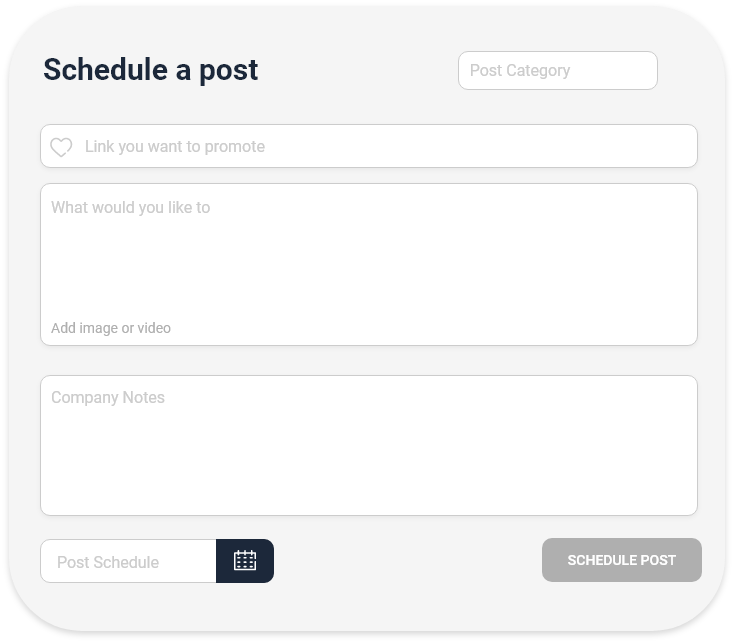 Schedule a post
Post Category
Link you want to promote
What would you like to
Add image or video
Company Notes
Post Schedule
SCHEDULE POST